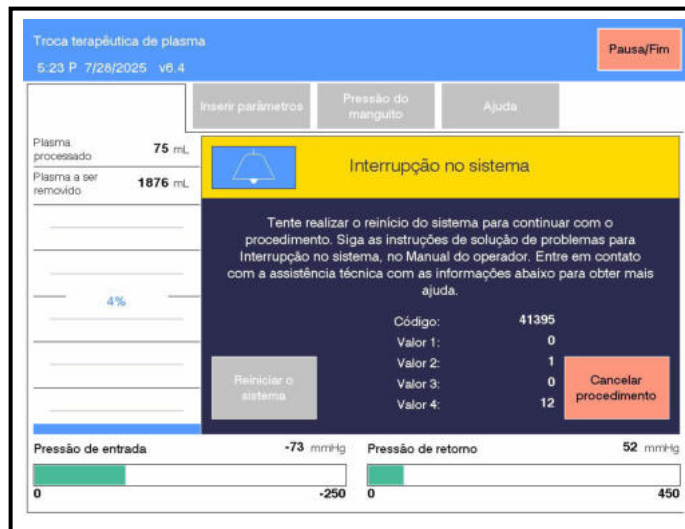 Troca terapêutica de plasma
5:23 P 7/28/2025 v6.4
Pausa/Fim
Inserir parâmetros
Pressão do
manguito
Ajuda
Plasma
processado
75 mL
Plasma a ser
removido
1876 mL
4%
Interrupção no sistema
Tente realizar o reinício do sistema para continuar com o
procedimento. Siga as instruções de solução de problemas para
Interrupção no sistema, no Manual do operador. Entre em contato
com a assistência técnica com as informações abaixo para obter mais
ajuda.
Código: 41395
Valor 1: 0
Valor 2: 1
Valor 3: 0
Valor 4: 12
Reiniciar o
sistema
Cancelar
procedimento
Pressão de entrada -73 mmHg
0 -250
Pressão de retorno 52 mmHg
0 450